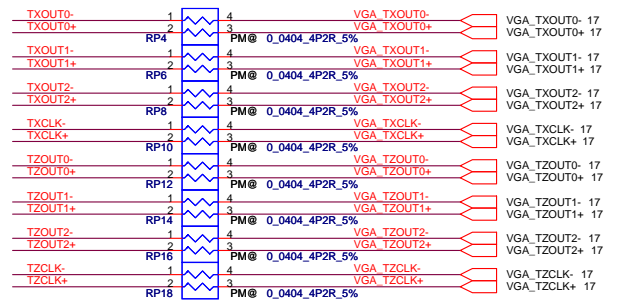 TXOUT0- 1 4 VGA_TXOUT0- VGA_TXOUT0- 17
TXOUT0+ 2 3 VGA_TXOUT0+ VGA_TXOUT0+ 17
RP4 PM@ 0_0404_4P2R_5%
TXOUT1- 1 4 VGA_TXOUT1- VGA_TXOUT1- 17
TXOUT1+ 2 3 VGA_TXOUT1+ VGA_TXOUT1+ 17
RP6 PM@ 0_0404_4P2R_5%
TXOUT2- 1 4 VGA_TXOUT2- VGA_TXOUT2- 17
TXOUT2+ 2 3 VGA_TXOUT2+ VGA_TXOUT2+ 17
RP8 PM@ 0_0404_4P2R_5%
TXCLK- 1 4 VGA_TXCLK- VGA_TXCLK- 17
TXCLK+ 2 3 VGA_TXCLK+ VGA_TXCLK+ 17
RP10 PM@ 0_0404_4P2R_5%
TZOUT0- 1 4 VGA_TZOUT0- VGA_TZOUT0- 17
TZOUT0+ 2 3 VGA_TZOUT0+ VGA_TZOUT0+ 17
RP12 PM@ 0_0404_4P2R_5%
TZOUT1- 1 4 VGA_TZOUT1- VGA_TZOUT1- 17
TZOUT1+ 2 3 VGA_TZOUT1+ VGA_TZOUT1+ 17
RP14 PM@ 0_0404_4P2R_5%
TZOUT2- 1 4 VGA_TZOUT2- VGA_TZOUT2- 17
TZOUT2+ 2 3 VGA_TZOUT2+ VGA_TZOUT2+ 17
RP16 PM@ 0_0404_4P2R_5%
TZCLK- 1 4 VGA_TZCLK- VGA_TZCLK- 17
TZCLK+ 2 3 VGA_TZCLK+ VGA_TZCLK+ 17
RP18 PM@ 0_0404_4P2R_5%